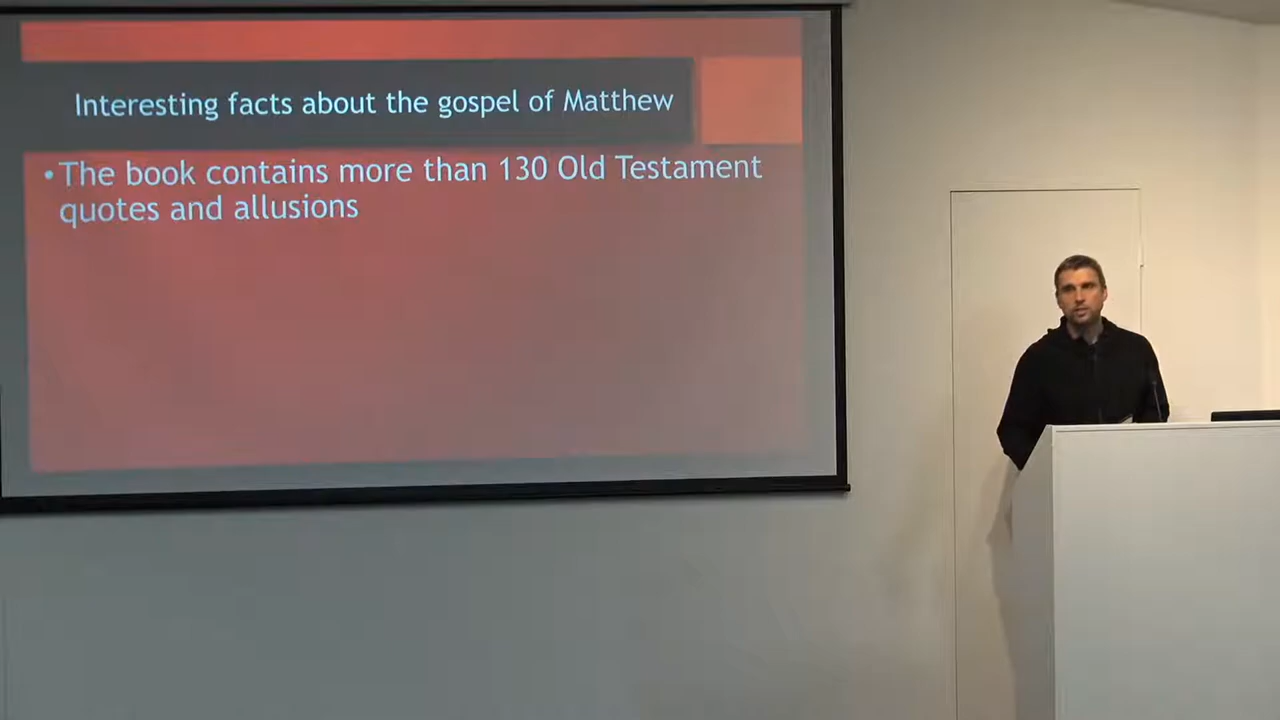 Interesting facts about the gospel of Matthew
• The book contains more than 130 Old Testament
quotes and allusions